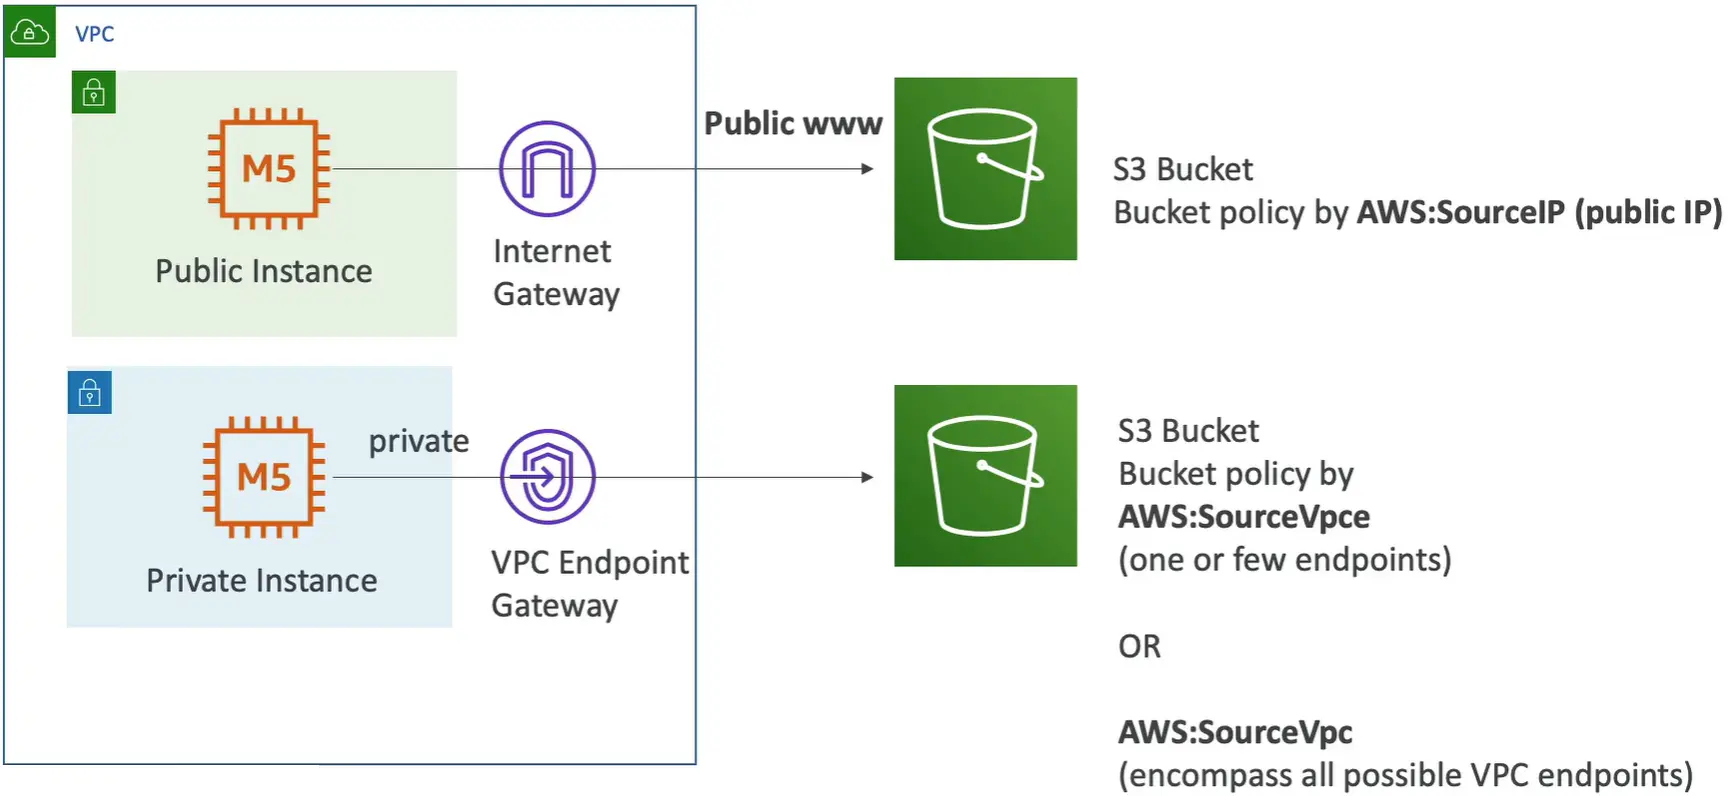 VPC
M5
Public Instance
Internet
Gateway
Public www
S3 Bucket
Bucket policy by AWS:SourceIP (public IP)
M5
private
Private Instance
VPC Endpoint
Gateway
S3 Bucket
Bucket policy by
AWS:SourceVpce
(one or few endpoints)
OR
AWS:SourceVpc
(encompass all possible VPC endpoints)